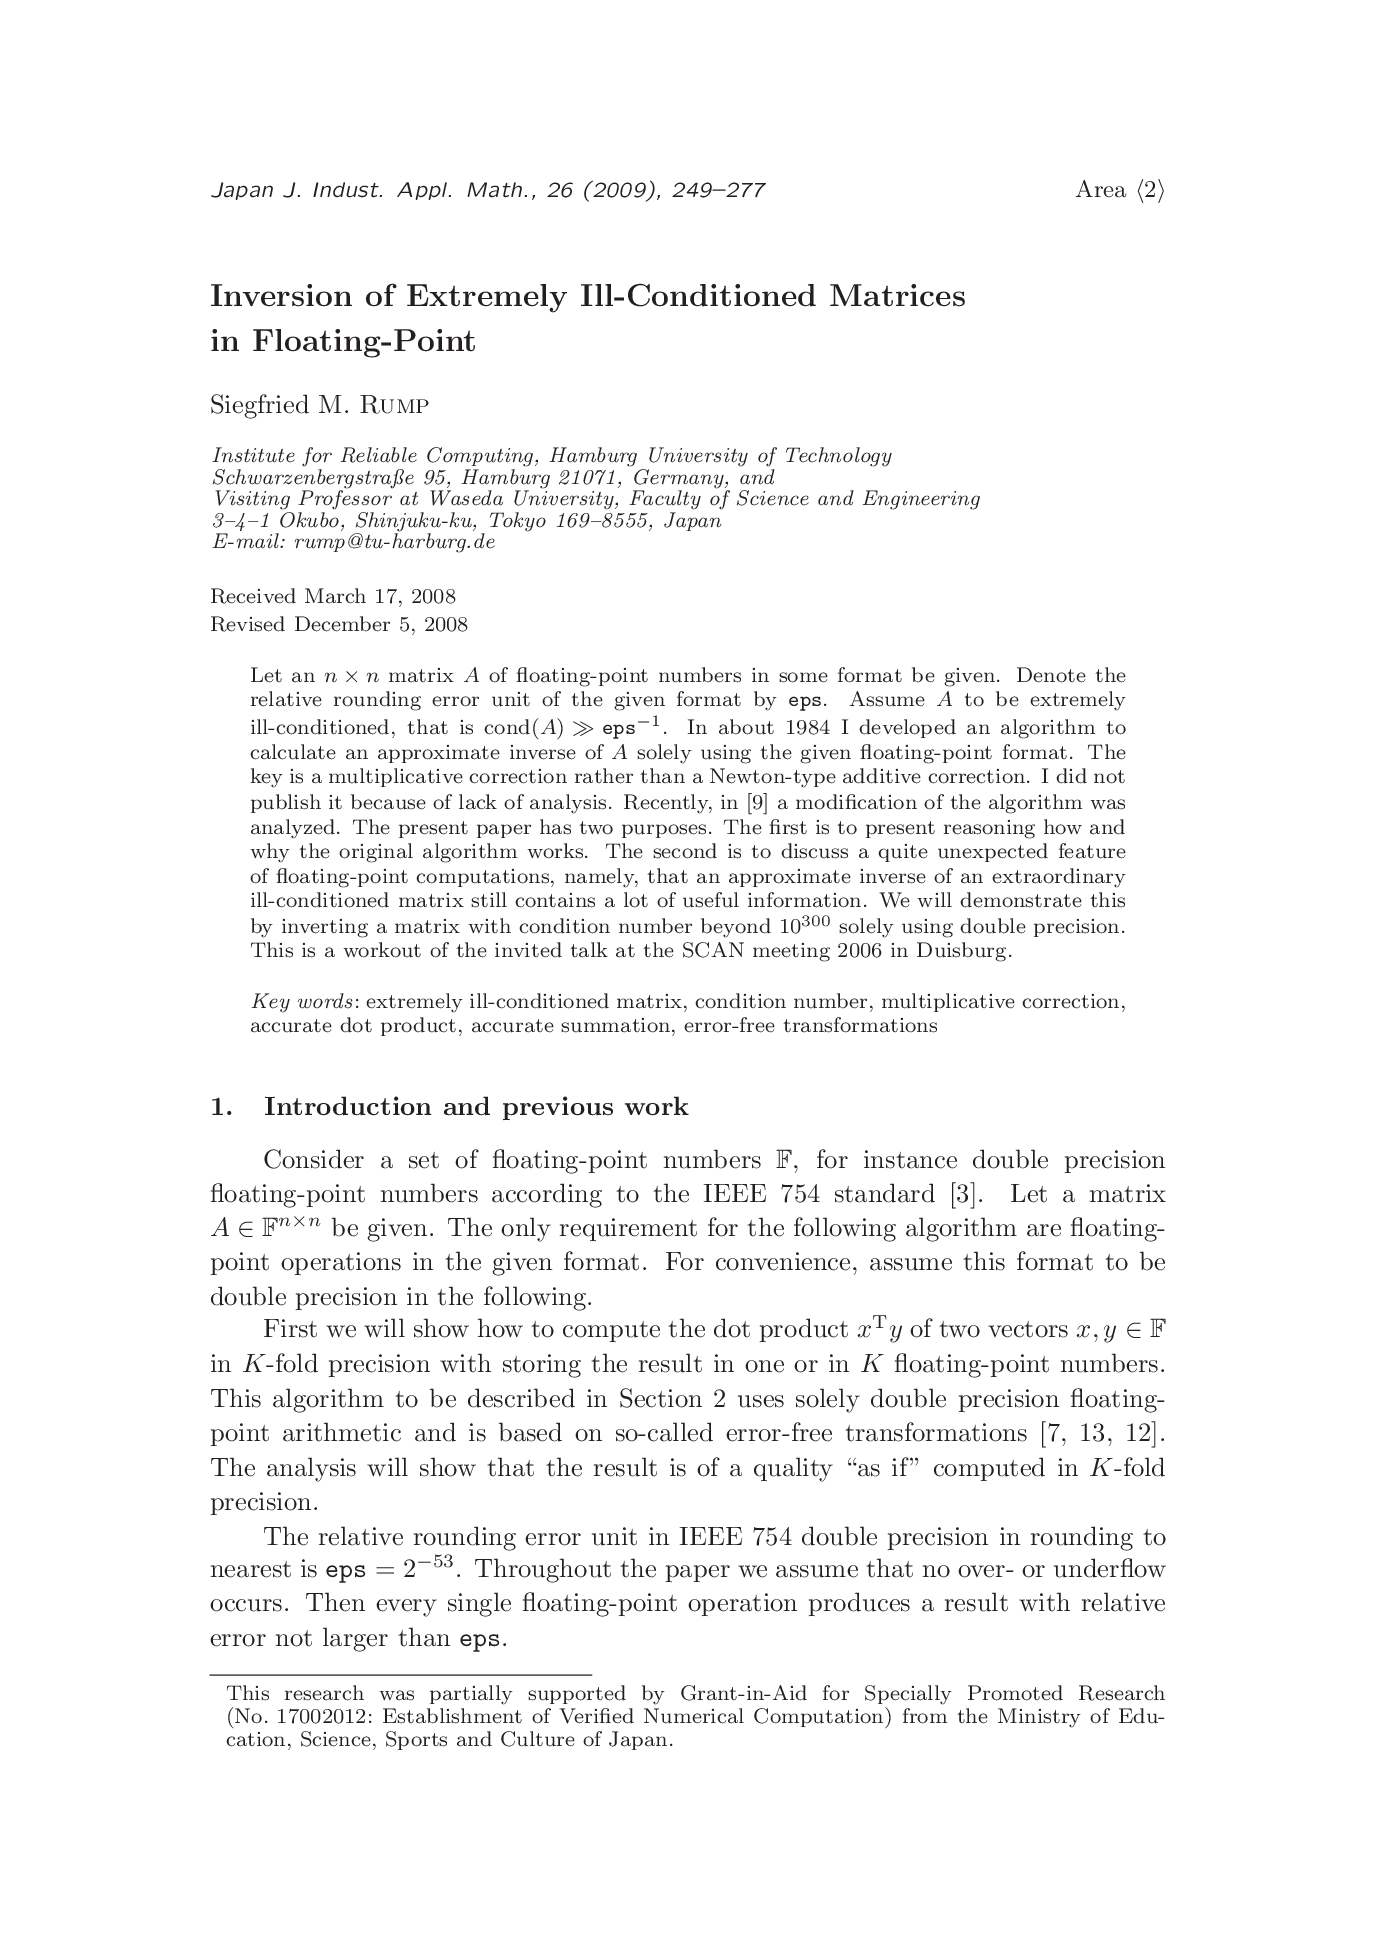 Japan J. Indust. Appl. Math., 26 (2009), 249–277 Area ⟨2⟩
Inversion of Extremely Ill-Conditioned Matrices
in Floating-Point
Siegfried M. RUMP
Institute for Reliable Computing, Hamburg University of Technology
Schwarzenbergstraße 95, Hamburg 21071, Germany, and
Visiting Professor at Waseda University, Faculty of Science and Engineering
3–4–1 Okubo, Shinjuku-ku, Tokyo 169–8555, Japan
E-mail: rump@tu-harburg.de
Received March 17, 2008
Revised December 5, 2008
Let an n × n matrix A of floating-point numbers in some format be given. Denote the
relative rounding error unit of the given format by eps. Assume A to be extremely
ill-conditioned, that is cond(A) ≫ eps⁻¹. In about 1984 I developed an algorithm to
calculate an approximate inverse of A solely using the given floating-point format. The
key is a multiplicative correction rather than a Newton-type additive correction. I did not
publish it because of lack of analysis. Recently, in [9] a modification of the algorithm was
analyzed. The present paper has two purposes. The first is to present reasoning how and
why the original algorithm works. The second is to discuss a quite unexpected feature
of floating-point computations, namely, that an approximate inverse of an extraordinary
ill-conditioned matrix still contains a lot of useful information. We will demonstrate this
by inverting a matrix with condition number beyond 10³⁰⁰ solely using double precision.
This is a workout of the invited talk at the SCAN meeting 2006 in Duisburg.
Key words: extremely ill-conditioned matrix, condition number, multiplicative correction,
accurate dot product, accurate summation, error-free transformations
1. Introduction and previous work
Consider a set of floating-point numbers 𝔽, for instance double precision
floating-point numbers according to the IEEE 754 standard [3]. Let a matrix
A ∈ 𝔽ⁿˣⁿ be given. The only requirement for the following algorithm are floating-
point operations in the given format. For convenience, assume this format to be
double precision in the following.
First we will show how to compute the dot product xᵀy of two vectors x, y ∈ 𝔽
in K-fold precision with storing the result in one or in K floating-point numbers.
This algorithm to be described in Section 2 uses solely double precision floating-
point arithmetic and is based on so-called error-free transformations [7, 13, 12].
The analysis will show that the result is of a quality “as if” computed in K-fold
precision.
The relative rounding error unit in IEEE 754 double precision in rounding to
nearest is eps = 2⁻⁵³. Throughout the paper we assume that no over- or underflow
occurs. Then every single floating-point operation produces a result with relative
error not larger than eps.
This research was partially supported by Grant-in-Aid for Specially Promoted Research
(No. 17002012: Establishment of Verified Numerical Computation) from the Ministry of Edu-
cation, Science, Sports and Culture of Japan.